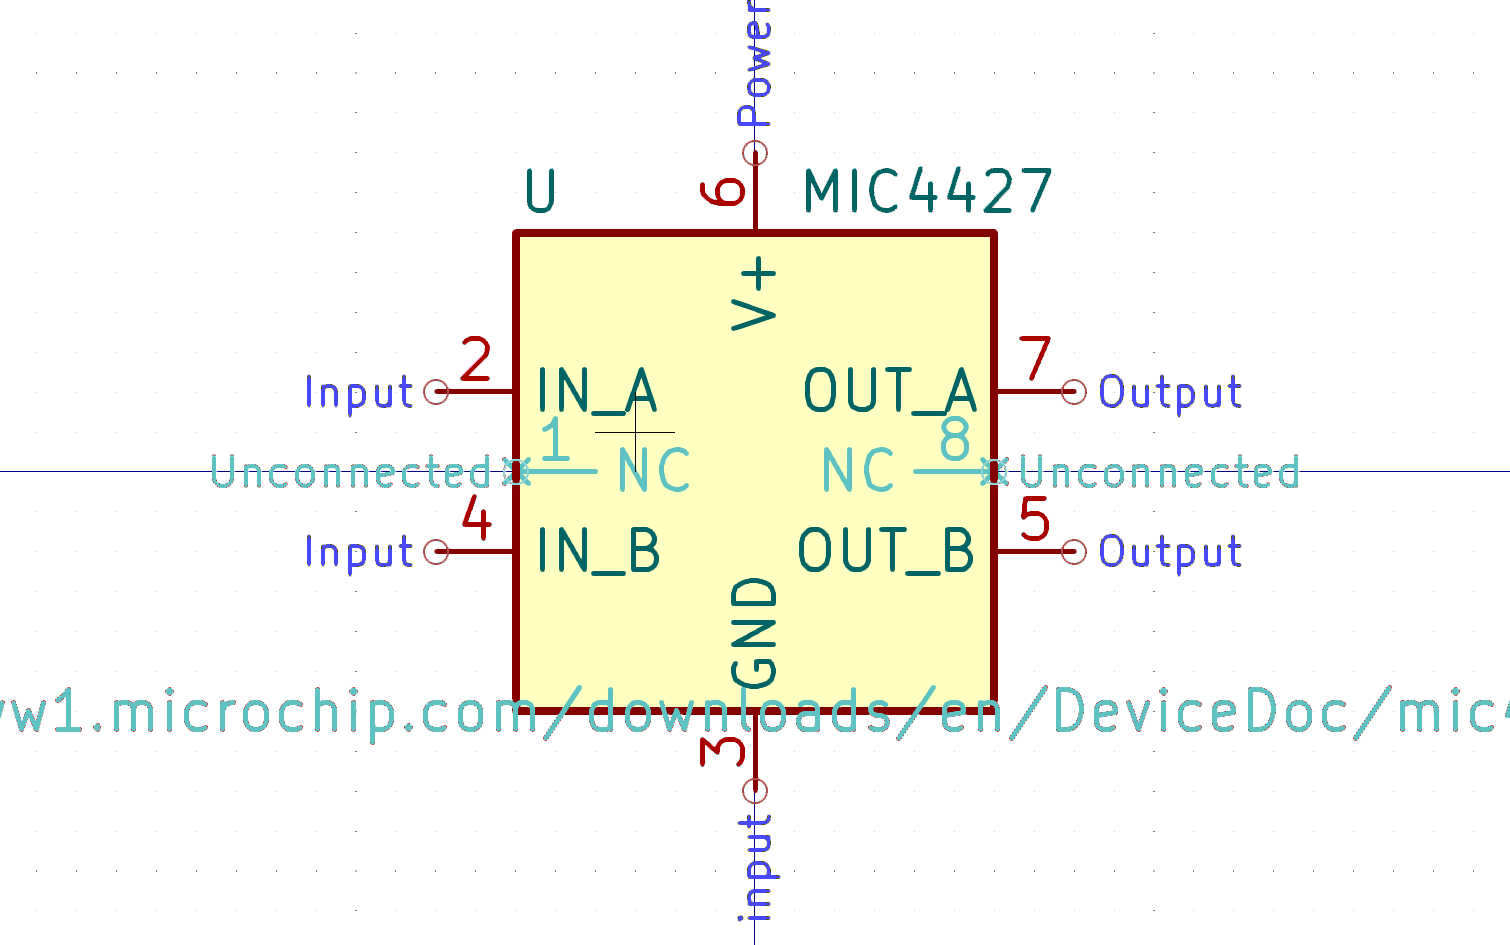 Power
U
6
MIC4427
V+
2
7
Input
IN_A
OUT_A
Output
1
8
Unconnected
NC
NC
Unconnected
4
5
Input
IN_B
OUT_B
Output
GND
w1.microchip.com/downloads/en/DeviceDoc/mic
3
input